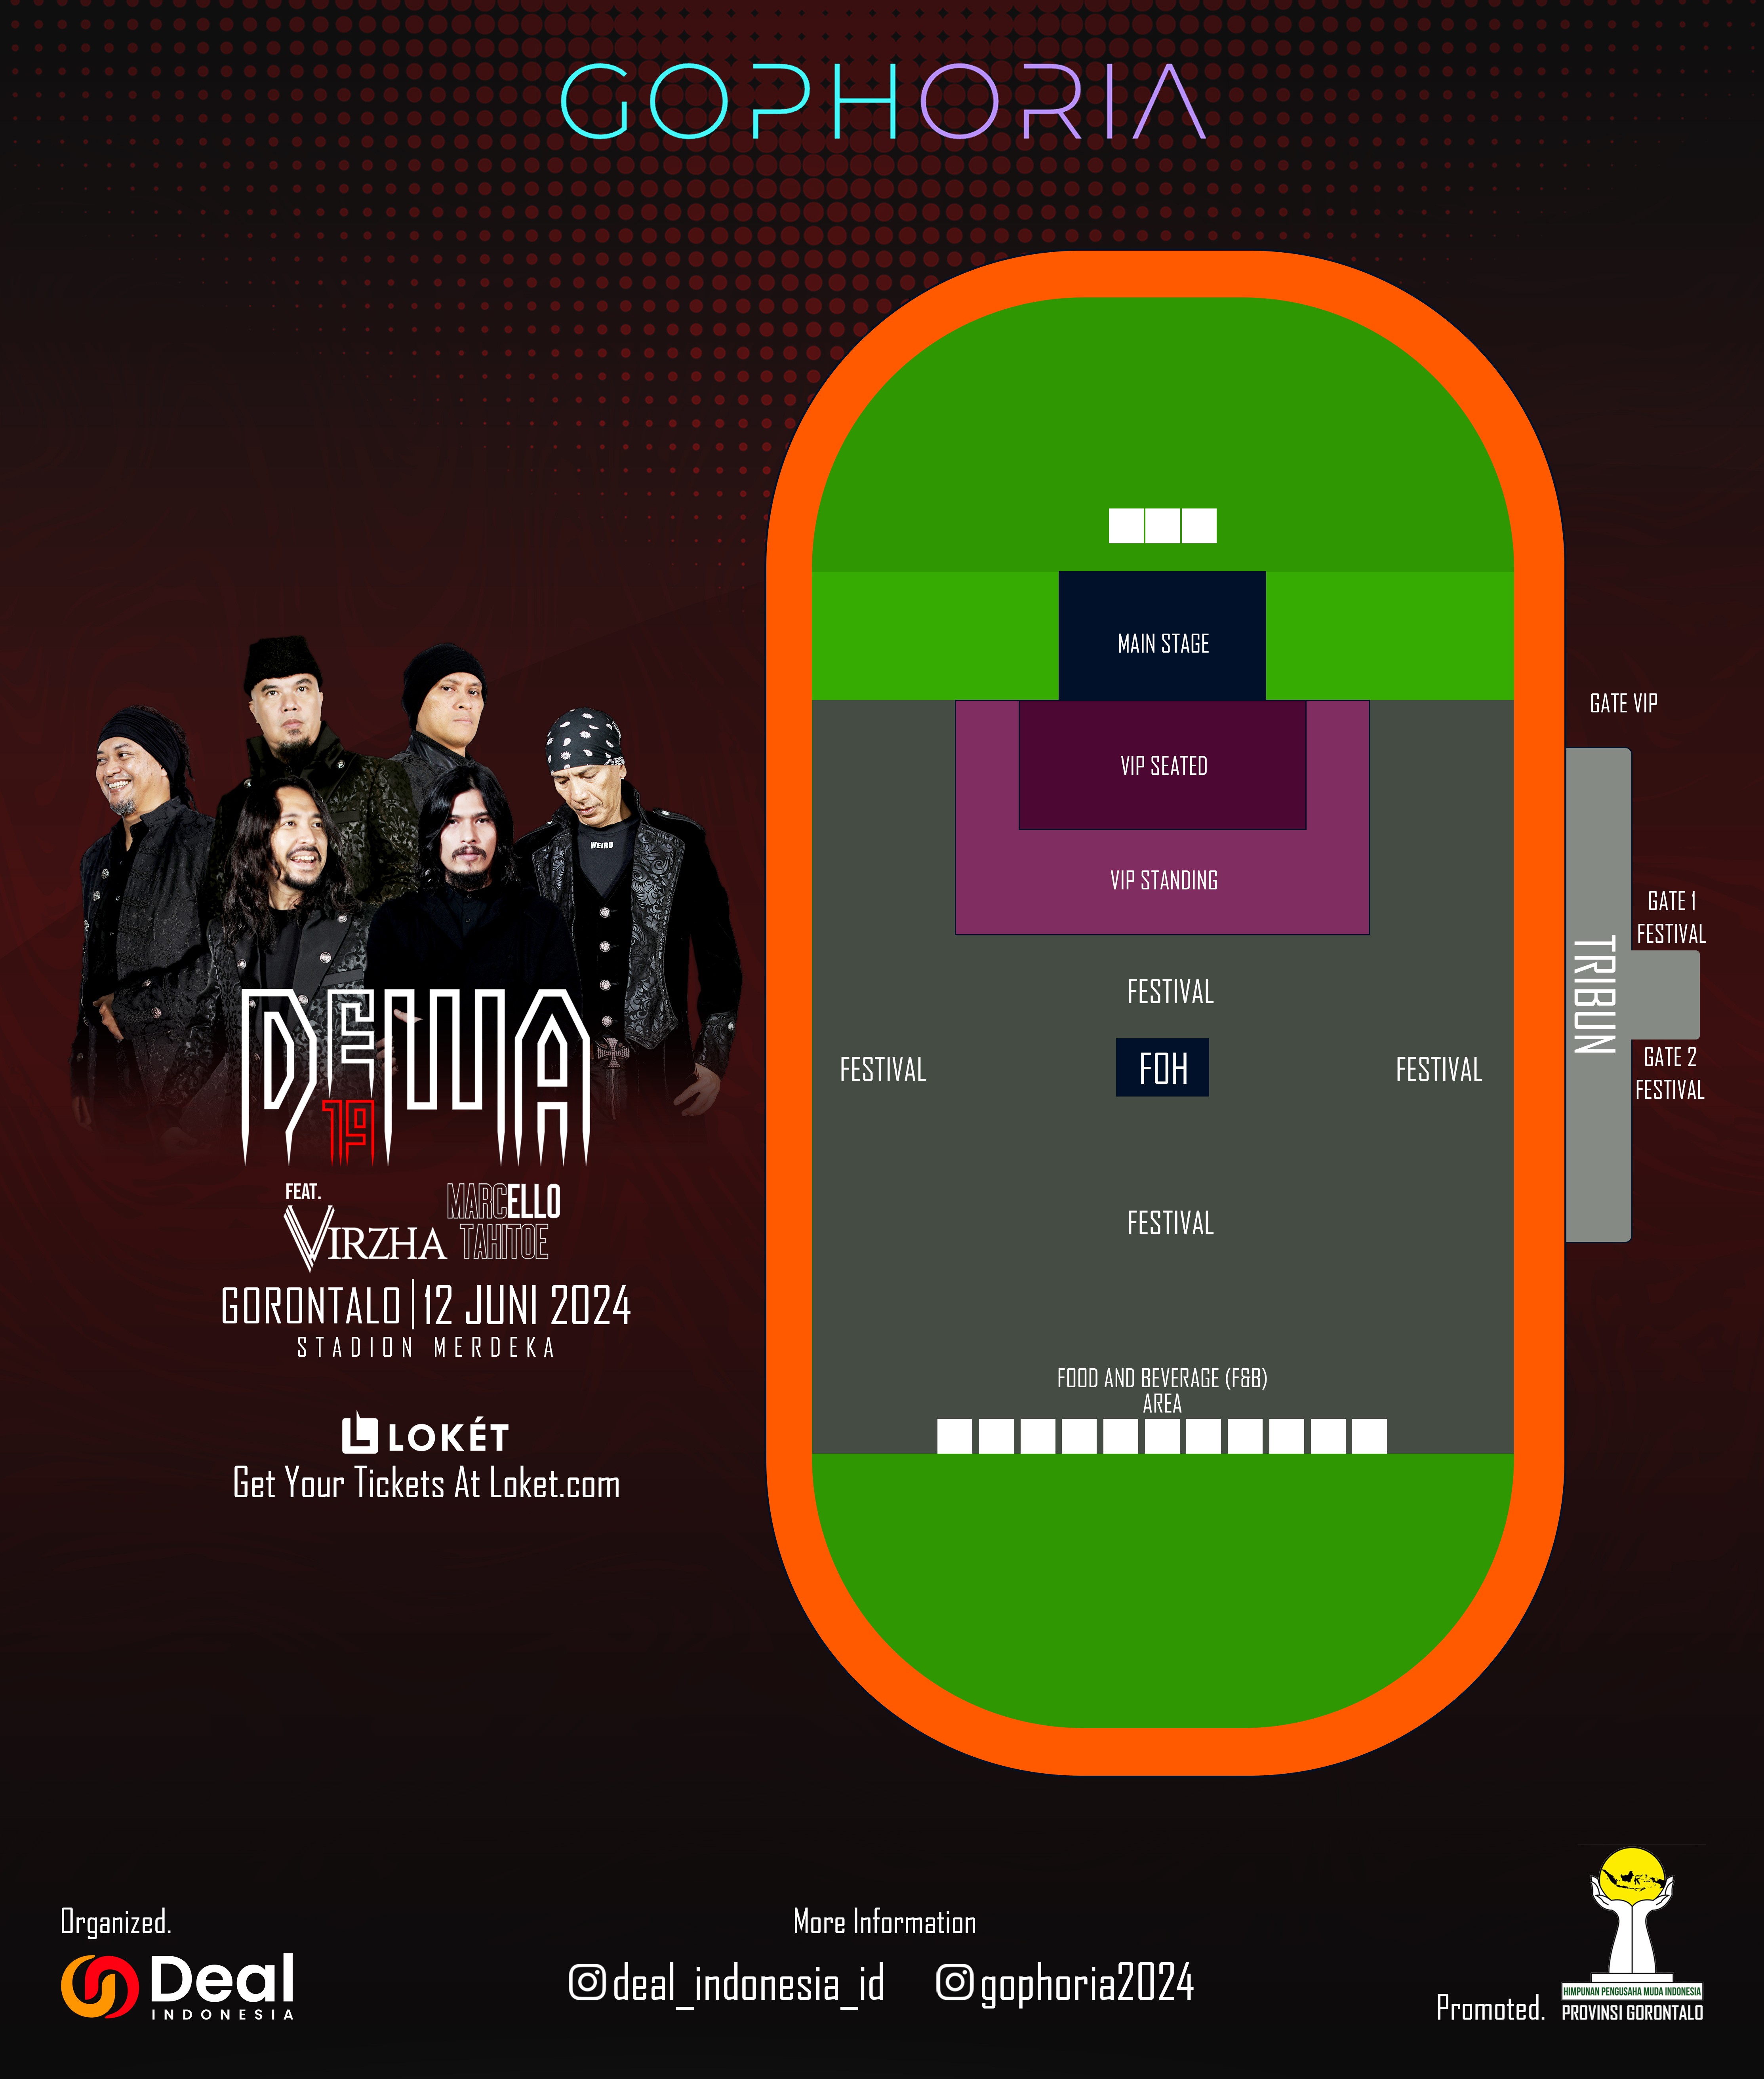 GOPHORIA
MAIN STAGE
GATE VIP
VIP SEATED
VIP STANDING
GATE 1
FESTIVAL
TRIBUN
GATE 2
FESTIVAL
FESTIVAL
FESTIVAL
FOH
FESTIVAL
FESTIVAL
FOOD AND BEVERAGE (F&B)
AREA
WEIRD
DEWA
19
FEAT.
VIRZHA
MARCELLO
TAHITOE
GORONTALO|12 JUNI 2024
STADION MERDEKA
LOKÉT
Get Your Tickets At Loket.com
Organized.
Deal
INDONESIA
More Information
deal_indonesia_id
gophoria2024
Promoted.
HIMPUNAN PENGUSAHA MUDA INDONESIA
PROVINSI GORONTALO